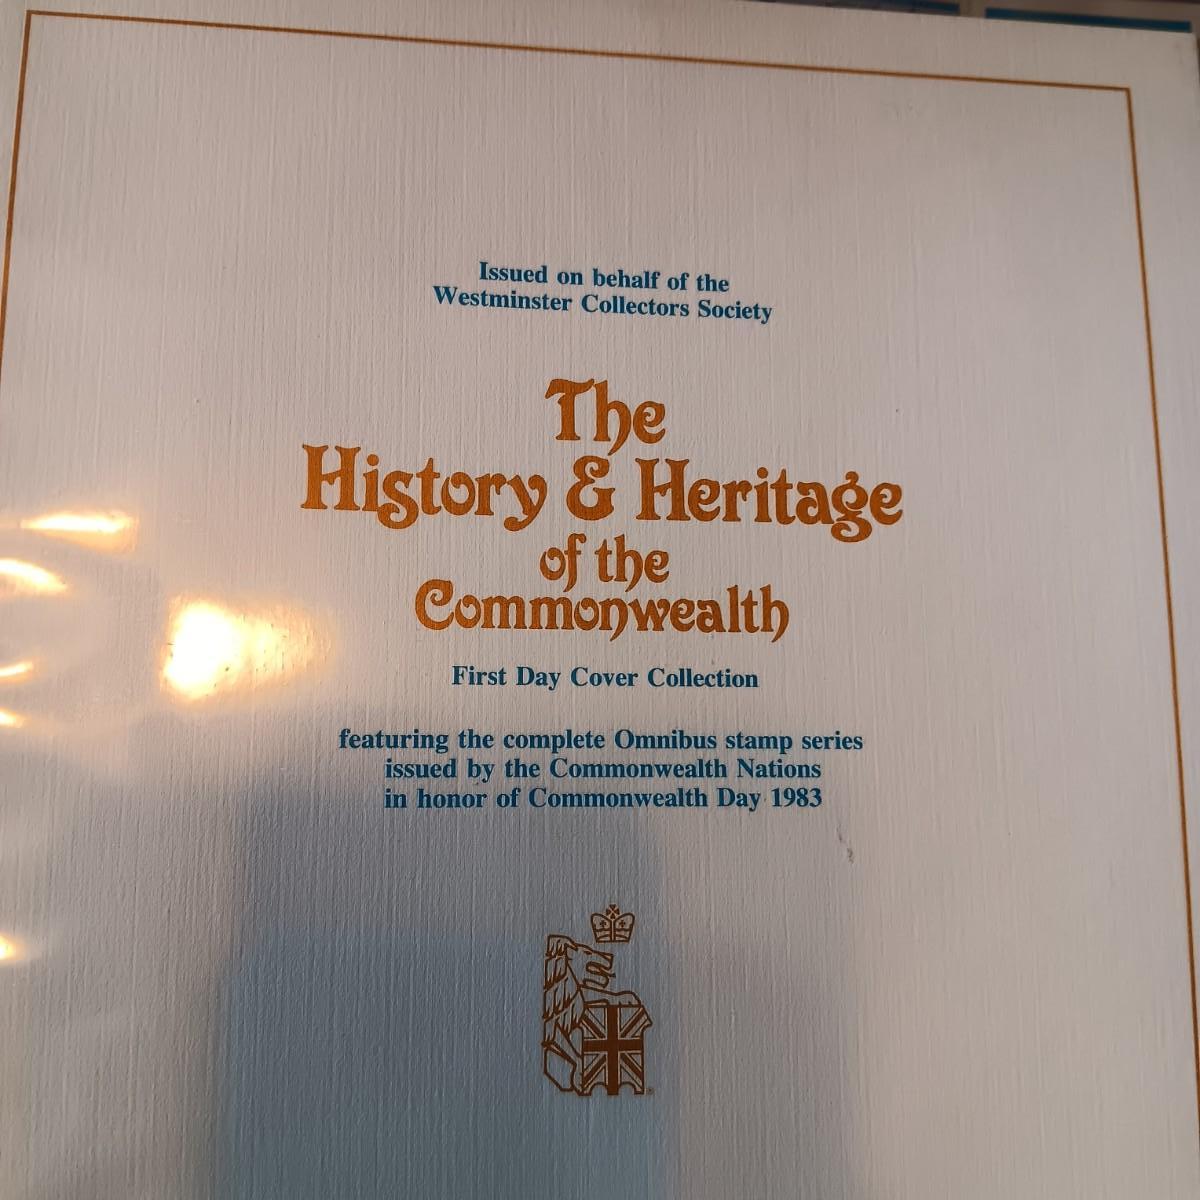 Issued on behalf of the
Westminster Collectors Society
The
History & Heritage
of the
Commonwealth
First Day Cover Collection
featuring the complete Omnibus stamp series
issued by the Commonwealth Nations
in honor of Commonwealth Day 1983